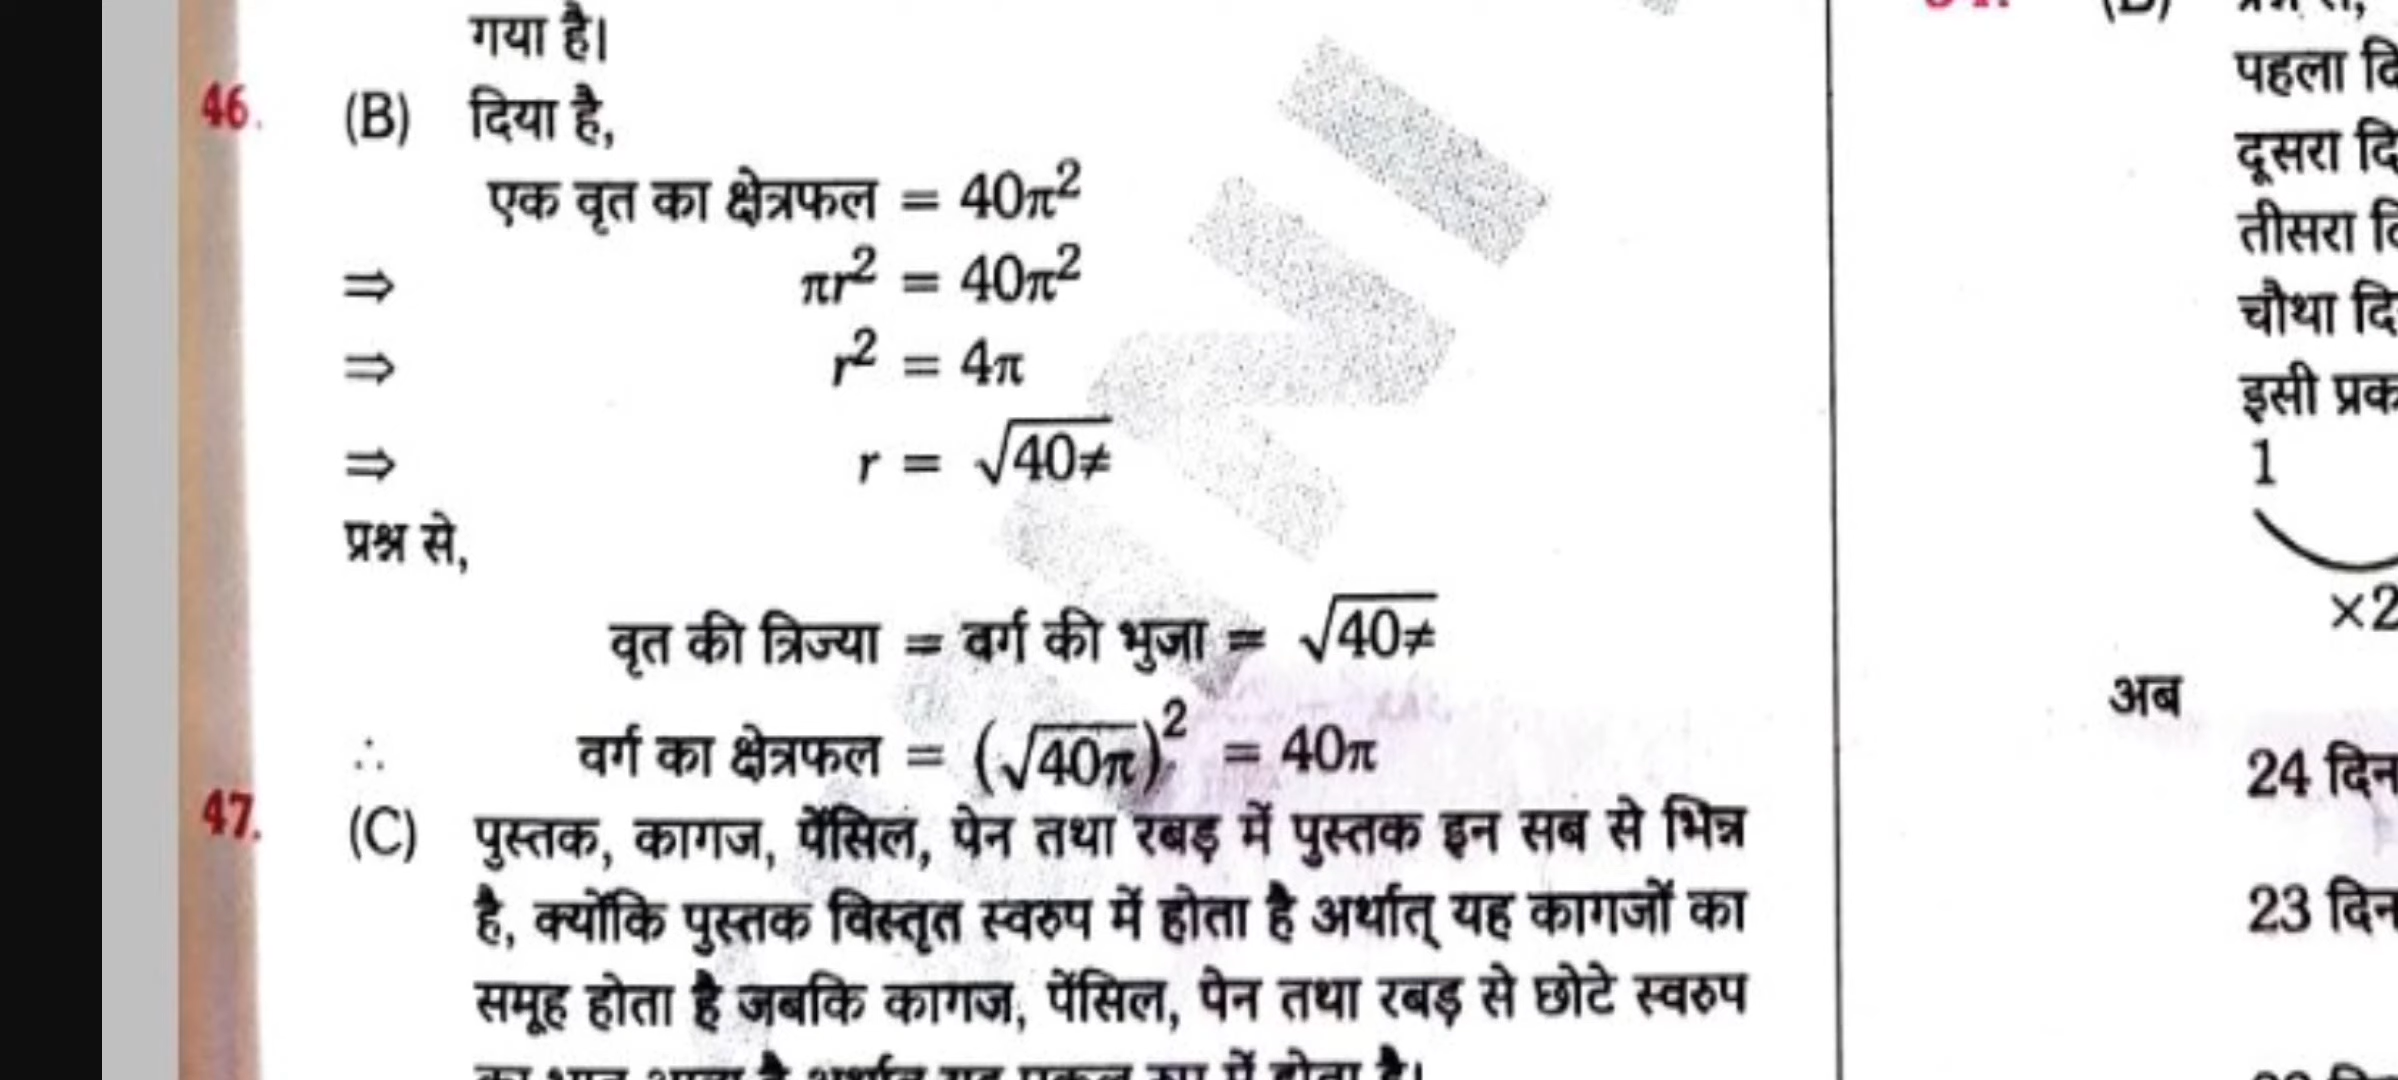 गया है।
46. (B) दिया है,
एक वृत का क्षेत्रफल = 40π²
⇒ πr² = 40π²
⇒ r² = 4π
⇒ r = √40≠
प्रश्न से,
वृत की त्रिज्या = वर्ग की भुजा = √40≠
∴ वर्ग का क्षेत्रफल = (√40π)² = 40π
47. (C) पुस्तक, कागज, पेंसिल, पेन तथा रबड़ में पुस्तक इन सब से भिन्न
है, क्योंकि पुस्तक विस्तृत स्वरुप में होता है अर्थात् यह कागजों का
समूह होता है जबकि कागज, पेंसिल, पेन तथा रबड़ से छोटे स्वरुप
पहला
दूसरा
तीसरा
चौथा
इसी
1
×2
अब
24 दिन
23 दिन